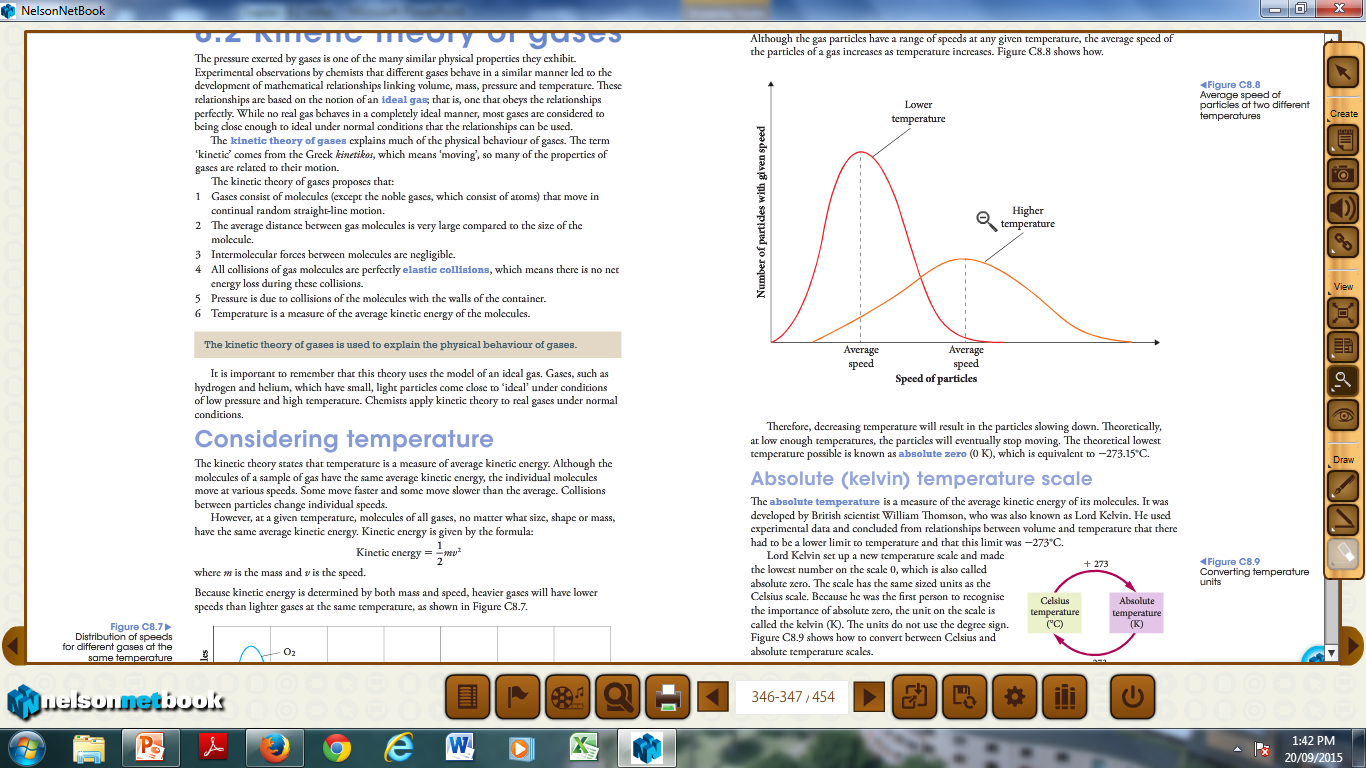 NelsonNetBook
8.2 Kinetic theory of gases
The pressure exerted by gases is one of the many similar physical properties they exhibit.
Experimental observations by chemists that different gases behave in a similar manner led to the
development of mathematical relationships linking volume, mass, pressure and temperature. These
relationships are based on the notion of an ideal gas; that is, one that obeys the relationships
perfectly. While no real gas behaves in a completely ideal manner, most gases are considered to
being close enough to ideal under normal conditions that the relationships can be used.
The kinetic theory of gases explains much of the physical behaviour of gases. The term
'kinetic' comes from the Greek kinetikos, which means 'moving', so many of the properties of
gases are related to their motion.
The kinetic theory of gases proposes that:
1 Gases consist of molecules (except the noble gases, which consist of atoms) that move in
continual random straight-line motion.
2 The average distance between gas molecules is very large compared to the size of the
molecule.
3 Intermolecular forces between molecules are negligible.
4 All collisions of gas molecules are perfectly elastic collisions, which means there is no net
energy loss during these collisions.
5 Pressure is due to collisions of the molecules with the walls of the container.
6 Temperature is a measure of the average kinetic energy of the molecules.
The kinetic theory of gases is used to explain the physical behaviour of gases.
It is important to remember that this theory uses the model of an ideal gas. Gases, such as
hydrogen and helium, which have small, light particles come close to 'ideal' under conditions
of low pressure and high temperature. Chemists apply kinetic theory to real gases under normal
conditions.
Considering temperature
The kinetic theory states that temperature is a measure of average kinetic energy. Although the
molecules of a sample of gas have the same average kinetic energy, the individual molecules
move at various speeds. Some move faster and some move slower than the average. Collisions
between particles change individual speeds.
However, at a given temperature, molecules of all gases, no matter what size, shape or mass,
have the same average kinetic energy. Kinetic energy is given by the formula:
Kinetic energy = 1/2 mv²
where m is the mass and v is the speed.
Because kinetic energy is determined by both mass and speed, heavier gases will have lower
speeds than lighter gases at the same temperature, as shown in Figure C8.7.
Figure C8.7 ▶
Distribution of speeds
for different gases at the
same temperature
O₂
Although the gas particles have a range of speeds at any given temperature, the average speed of
the particles of a gas increases as temperature increases. Figure C8.8 shows how.
◀Figure C8.8
Average speed of
particles at two different
temperatures
Number of particles with given speed
Lower
temperature
Higher
temperature
Average
speed
Average
speed
Speed of particles
Therefore, decreasing temperature will result in the particles slowing down. Theoretically,
at low enough temperatures, the particles will eventually stop moving. The theoretical lowest
temperature possible is known as absolute zero (0 K), which is equivalent to −273.15°C.
Absolute (kelvin) temperature scale
The absolute temperature is a measure of the average kinetic energy of its molecules. It was
developed by British scientist William Thomson, who was also known as Lord Kelvin. He used
experimental data and concluded from relationships between volume and temperature that there
had to be a lower limit to temperature and that this limit was −273°C.
Lord Kelvin set up a new temperature scale and made
the lowest number on the scale 0, which is also called
absolute zero. The scale has the same sized units as the
Celsius scale. Because he was the first person to recognise
the importance of absolute zero, the unit on the scale is
called the kelvin (K). The units do not use the degree sign.
Figure C8.9 shows how to convert between Celsius and
absolute temperature scales.
+ 273
Celsius
temperature
(°C)
Absolute
temperature
(K)
◀Figure C8.9
Converting temperature
units
Create
View
Draw
nelsonnetbook
346-347 / 454
1:42 PM
20/09/2015